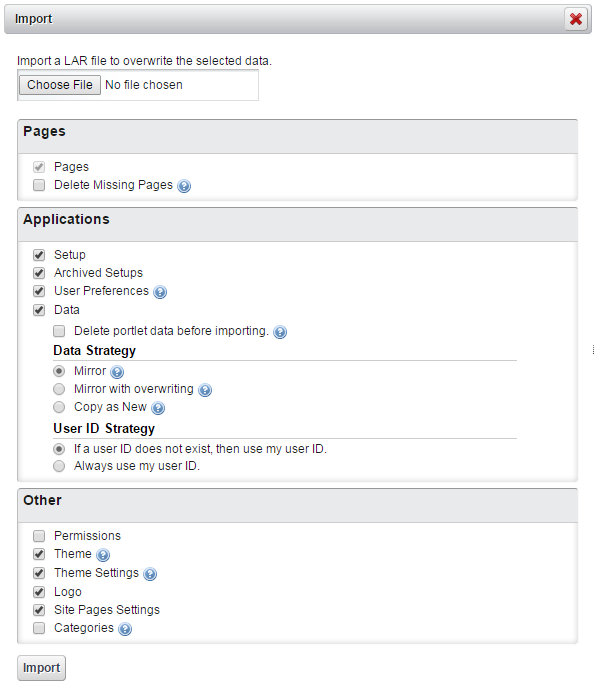 Import
Import a LAR file to overwrite the selected data.
Choose File No file chosen
Pages
Pages
Delete Missing Pages
Applications
Setup
Archived Setups
User Preferences
Data
Delete portlet data before importing.
Data Strategy
Mirror
Mirror with overwriting
Copy as New
User ID Strategy
If a user ID does not exist, then use my user ID.
Always use my user ID.
Other
Permissions
Theme
Theme Settings
Logo
Site Pages Settings
Categories
Import